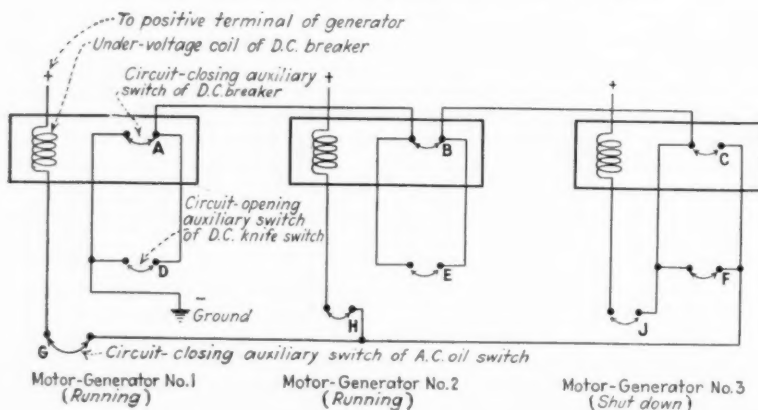 To positive terminal of generator
Under-voltage coil of D.C. breaker
Circuit-closing auxiliary
switch of D.C. breaker
+
+
+
A
B
C
Circuit-opening
auxiliary switch
of D.C. knife switch
D
E
F
−
Ground
H
J
G
Circuit-closing auxiliary switch of A.C. oil switch
Motor-Generator No.1
(Running)
Motor-Generator No.2
(Running)
Motor-Generator No.3
(Shut down)